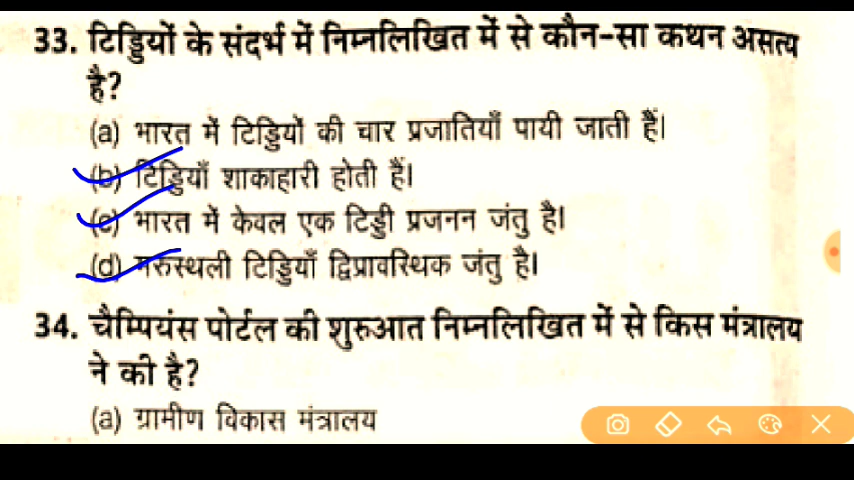 33. टिड्डियों के संदर्भ में निम्नलिखित में से कौन-सा कथन असत्य
है?
(a) भारत में टिड्डियों की चार प्रजातियाँ पायी जाती हैं।
(b) टिड्डियाँ शाकाहारी होती हैं।
(c) भारत में केवल एक टिड्डी प्रजनन जंतु है।
(d) मरुस्थली टिड्डियाँ द्विप्रावस्थिक जंतु है।
34. चैम्पियंस पोर्टल की शुरुआत निम्नलिखित में से किस मंत्रालय
ने की है?
(a) ग्रामीण विकास मंत्रालय